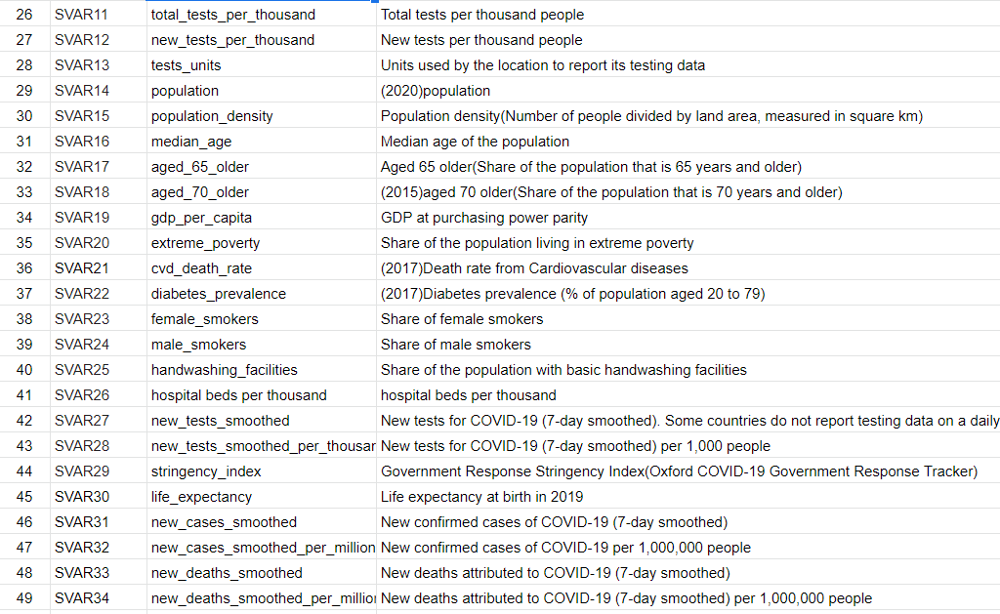 26 SVAR11 total_tests_per_thousand Total tests per thousand people
27 SVAR12 new_tests_per_thousand New tests per thousand people
28 SVAR13 tests_units Units used by the location to report its testing data
29 SVAR14 population (2020)population
30 SVAR15 population_density Population density(Number of people divided by land area, measured in square km)
31 SVAR16 median_age Median age of the population
32 SVAR17 aged_65_older Aged 65 older(Share of the population that is 65 years and older)
33 SVAR18 aged_70_older (2015)aged 70 older(Share of the population that is 70 years and older)
34 SVAR19 gdp_per_capita GDP at purchasing power parity
35 SVAR20 extreme_poverty Share of the population living in extreme poverty
36 SVAR21 cvd_death_rate (2017)Death rate from Cardiovascular diseases
37 SVAR22 diabetes_prevalence (2017)Diabetes prevalence (% of population aged 20 to 79)
38 SVAR23 female_smokers Share of female smokers
39 SVAR24 male_smokers Share of male smokers
40 SVAR25 handwashing_facilities Share of the population with basic handwashing facilities
41 SVAR26 hospital beds per thousand hospital beds per thousand
42 SVAR27 new_tests_smoothed New tests for COVID-19 (7-day smoothed). Some countries do not report testing data on a daily
43 SVAR28 new_tests_smoothed_per_thousar New tests for COVID-19 (7-day smoothed) per 1,000 people
44 SVAR29 stringency_index Government Response Stringency Index(Oxford COVID-19 Government Response Tracker)
45 SVAR30 life_expectancy Life expectancy at birth in 2019
46 SVAR31 new_cases_smoothed New confirmed cases of COVID-19 (7-day smoothed)
47 SVAR32 new_cases_smoothed_per_million New confirmed cases of COVID-19 per 1,000,000 people
48 SVAR33 new_deaths_smoothed New deaths attributed to COVID-19 (7-day smoothed)
49 SVAR34 new_deaths_smoothed_per_millior New deaths attributed to COVID-19 (7-day smoothed) per 1,000,000 people